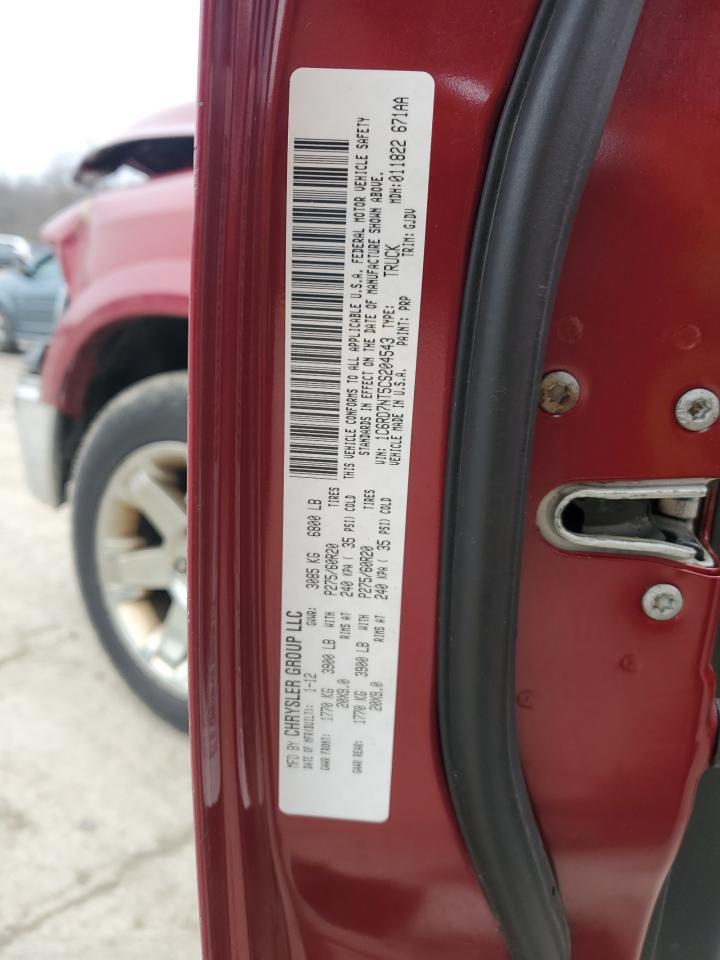 MFD BY CHRYSLER GROUP LLC
DATE OF MFR(BUILT): 1-12 GVWR: 3085 KG 6800 LB
GAWR FRONT: 1770 KG 3900 LB WITH P275/60R20 TIRES
20X9.0 RIMS AT 240 KPA ( 35 PSI) COLD
GAWR REAR: 1770 KG 3900 LB WITH P275/60R20 TIRES
20X9.0 RIMS AT 240 KPA ( 35 PSI) COLD
THIS VEHICLE CONFORMS TO ALL APPLICABLE U.S.A. FEDERAL MOTOR VEHICLE SAFETY
STANDARDS IN EFFECT ON THE DATE OF MANUFACTURE SHOWN ABOVE.
VIN: 1C6RD7NT5CS204543 TYPE: TRUCK MDH:011822 671AA
VEHICLE MADE IN U.S.A. PAINT: PRP TRIM: GJDV